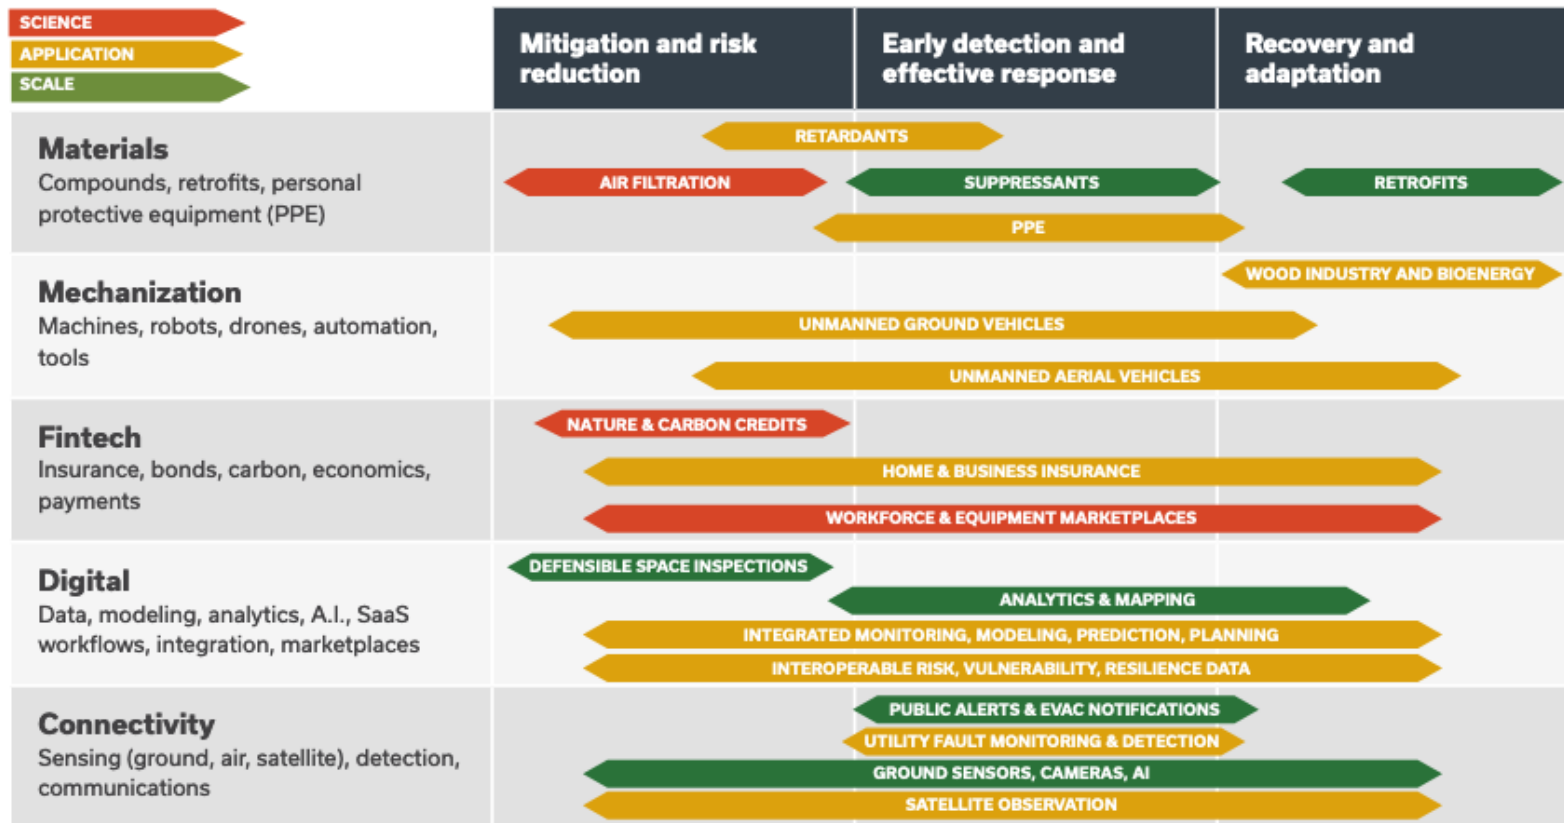 SCIENCE
APPLICATION
SCALE
Mitigation and risk
reduction
Early detection and
effective response
Recovery and
adaptation
Materials
Compounds, retrofits, personal
protective equipment (PPE)
RETARDANTS
AIR FILTRATION
SUPPRESSANTS
RETROFITS
PPE
Mechanization
Machines, robots, drones, automation,
tools
WOOD INDUSTRY AND BIOENERGY
UNMANNED GROUND VEHICLES
UNMANNED AERIAL VEHICLES
Fintech
Insurance, bonds, carbon, economics,
payments
NATURE & CARBON CREDITS
HOME & BUSINESS INSURANCE
WORKFORCE & EQUIPMENT MARKETPLACES
Digital
Data, modeling, analytics, A.I., SaaS
workflows, integration, marketplaces
DEFENSIBLE SPACE INSPECTIONS
ANALYTICS & MAPPING
INTEGRATED MONITORING, MODELING, PREDICTION, PLANNING
INTEROPERABLE RISK, VULNERABILITY, RESILIENCE DATA
Connectivity
Sensing (ground, air, satellite), detection,
communications
PUBLIC ALERTS & EVAC NOTIFICATIONS
UTILITY FAULT MONITORING & DETECTION
GROUND SENSORS, CAMERAS, AI
SATELLITE OBSERVATION